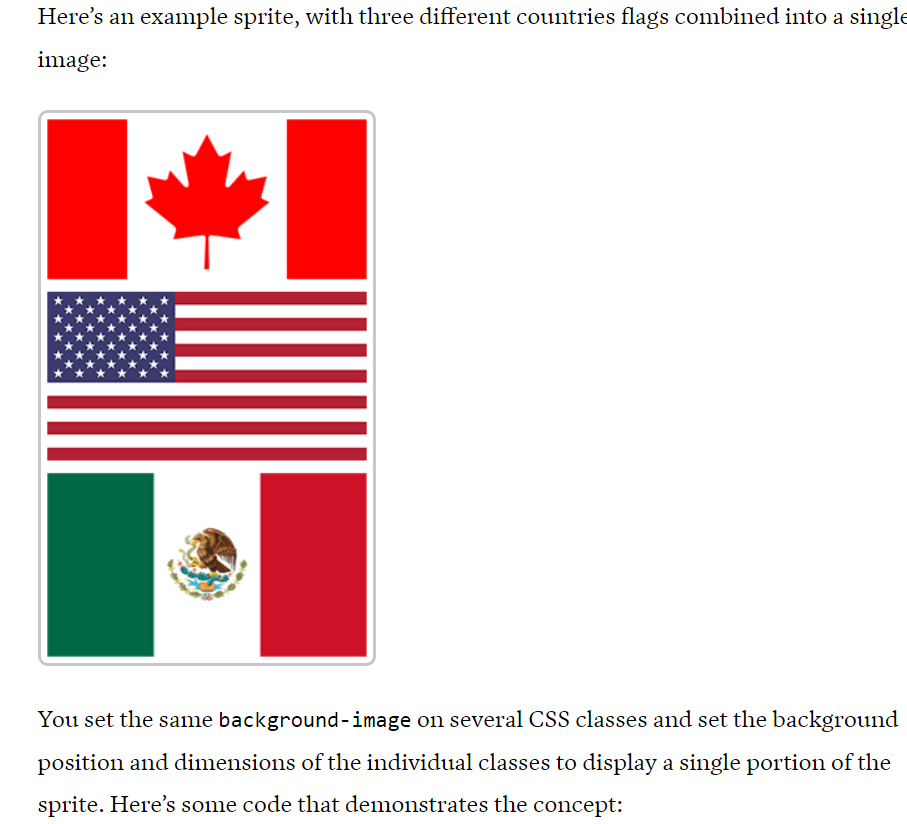 Here’s an example sprite, with three different countries flags combined into a single
image:
You set the same background-image on several CSS classes and set the background
position and dimensions of the individual classes to display a single portion of the
sprite. Here’s some code that demonstrates the concept: